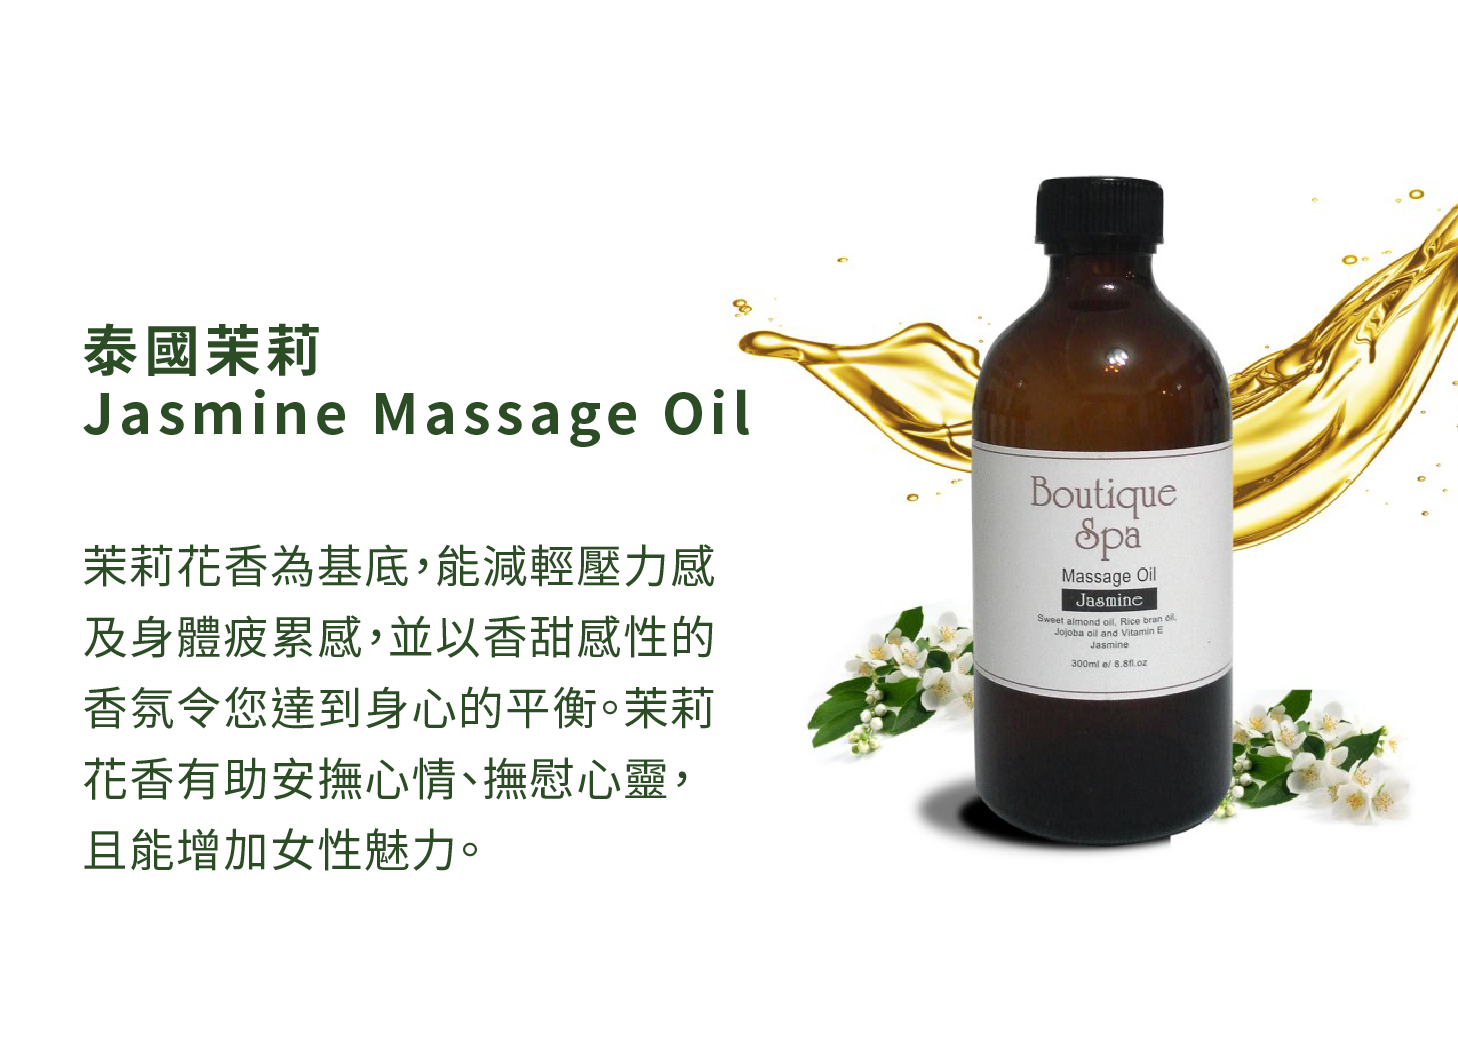 泰國茉莉
Jasmine Massage Oil
茉莉花香為基底，能減輕壓力感
及身體疲累感，並以香甜感性的
香氛令您達到身心的平衡。茉莉
花香有助安撫心情、撫慰心靈，
且能增加女性魅力。
Boutique
Spa
Massage Oil
Jasmine
Sweet almond oil, Rice bran oil,
Jojoba oil and Vitamin E
Jasmine
300ml e/ 8.8fl.oz